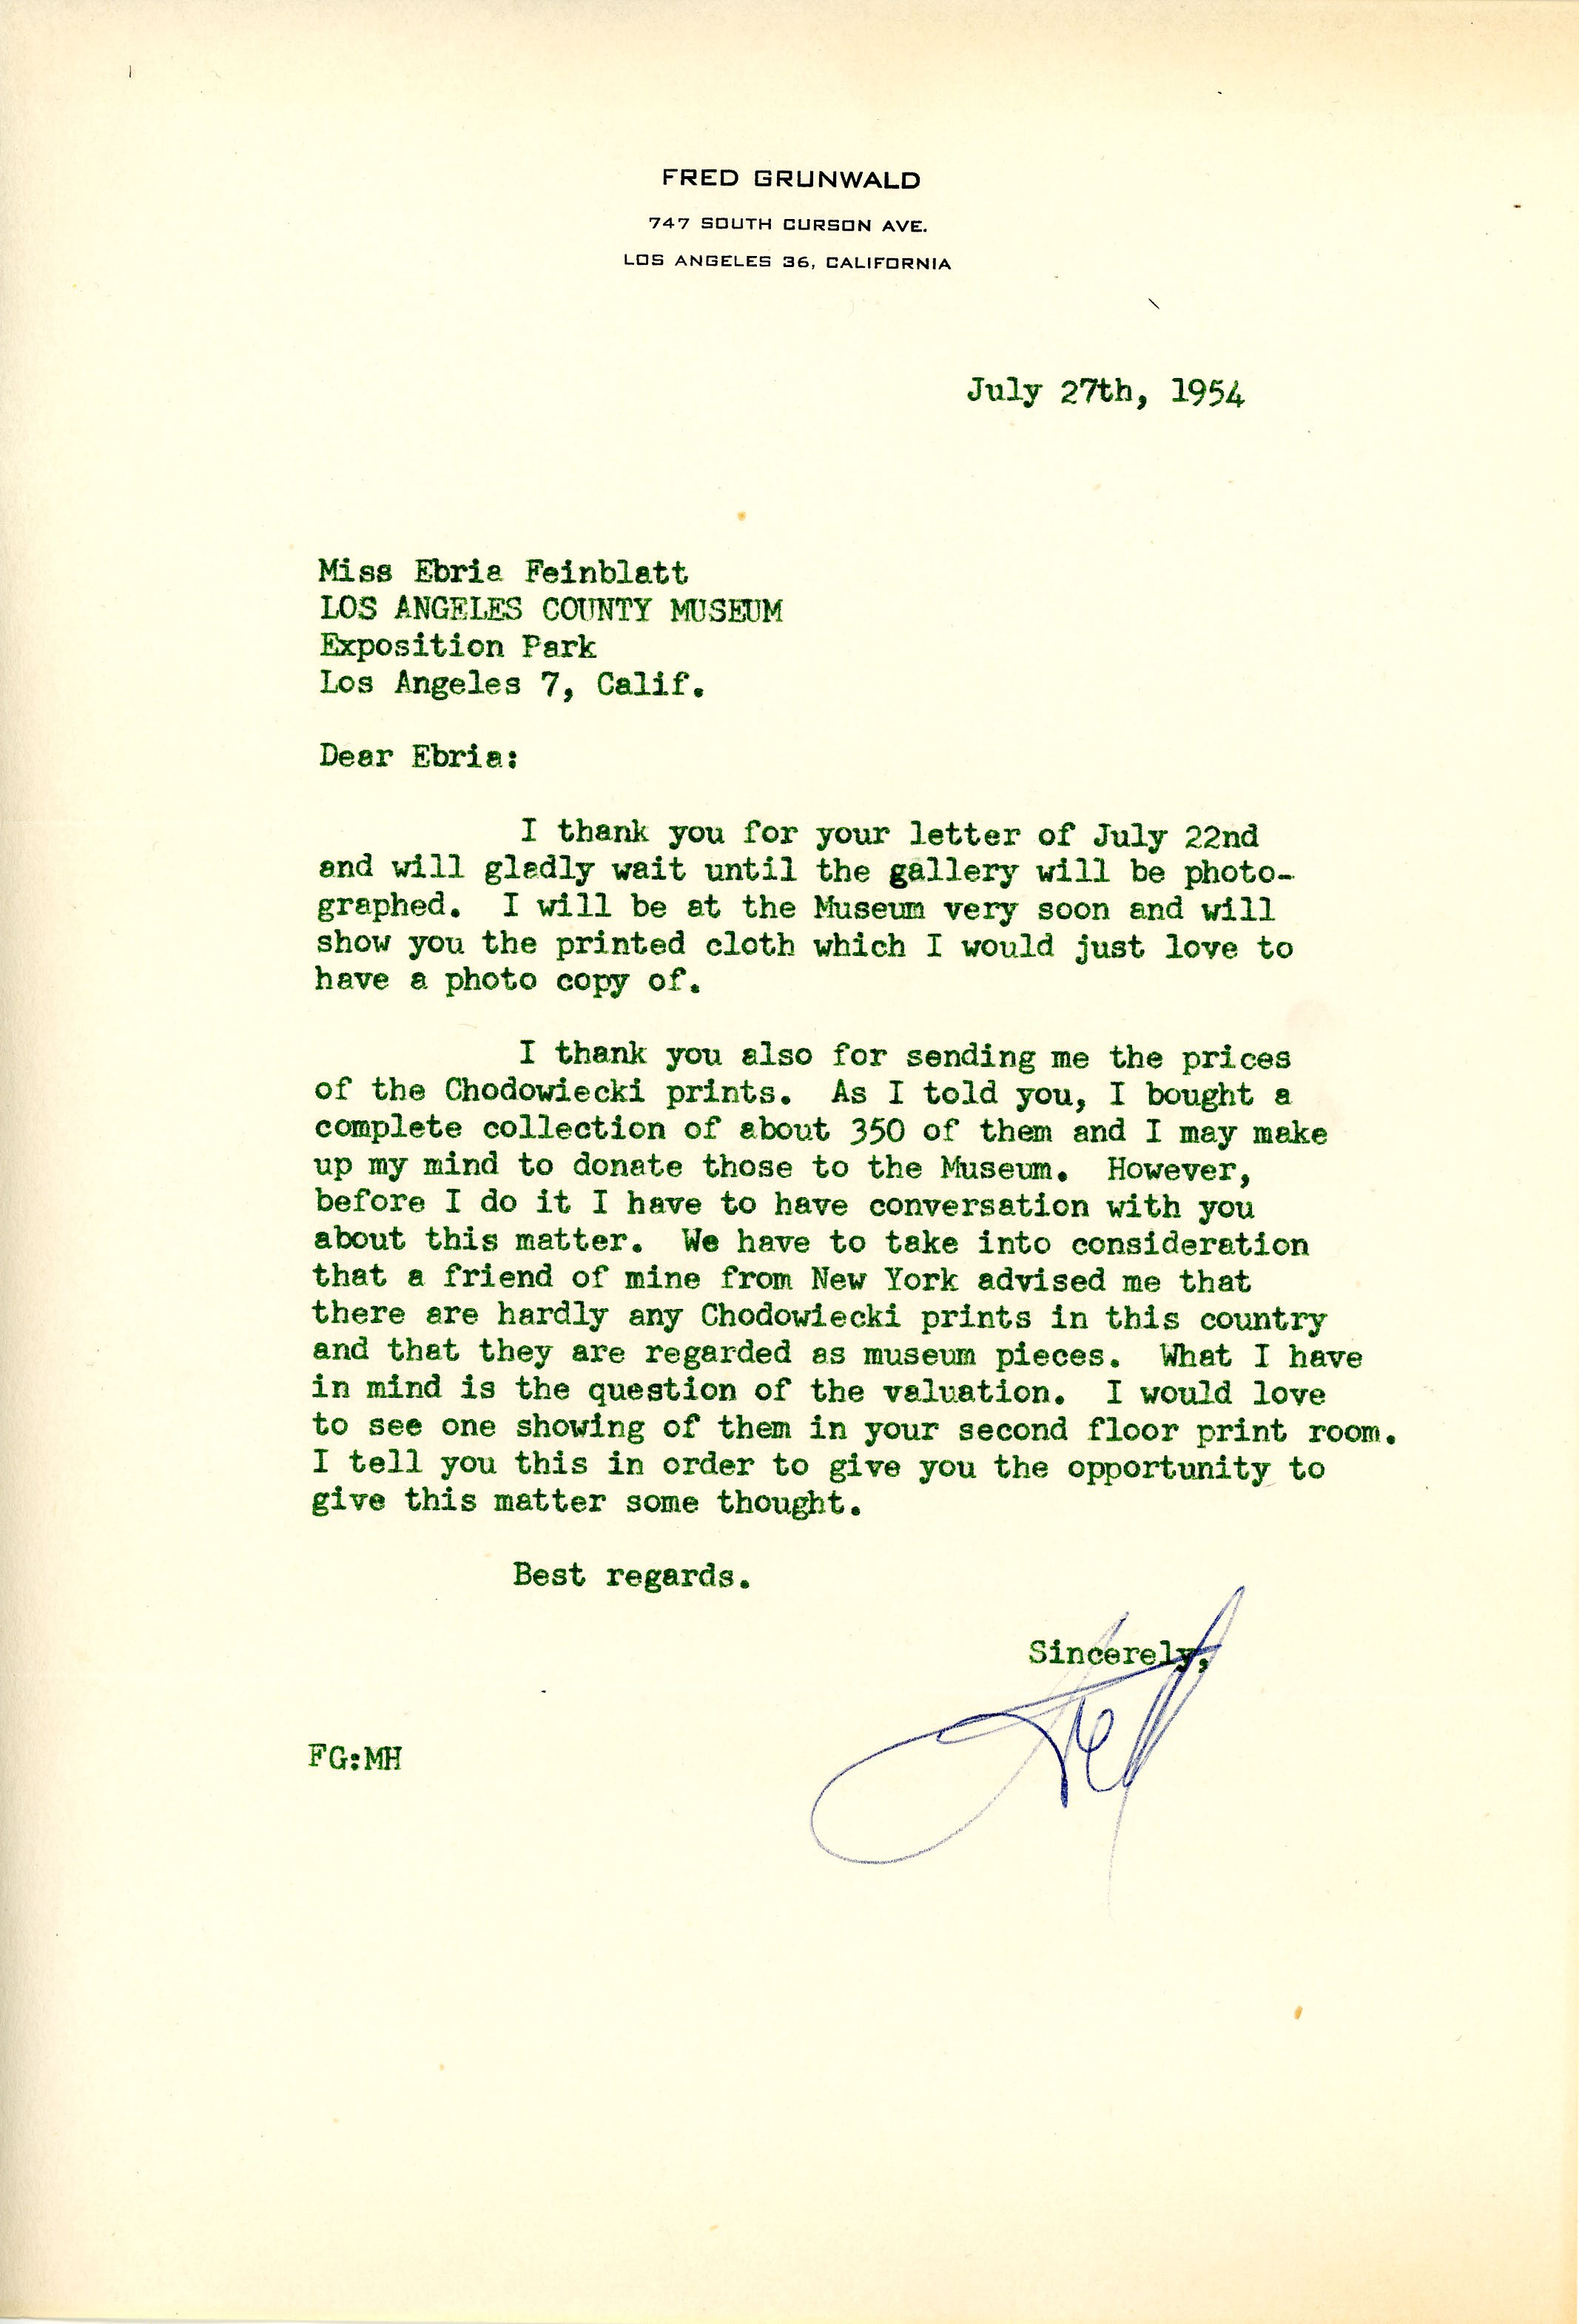 FRED GRUNWALD
747 SOUTH CURSON AVE.
LOS ANGELES 36, CALIFORNIA
July 27th, 1954
Miss Ebria Feinblatt
LOS ANGELES COUNTY MUSEUM
Exposition Park
Los Angeles 7, Calif.
Dear Ebria:
I thank you for your letter of July 22nd
and will gladly wait until the gallery will be photo-
graphed. I will be at the Museum very soon and will
show you the printed cloth which I would just love to
have a photo copy of.
I thank you also for sending me the prices
of the Chodowiecki prints. As I told you, I bought a
complete collection of about 350 of them and I may make
up my mind to donate those to the Museum. However,
before I do it I have to have conversation with you
about this matter. We have to take into consideration
that a friend of mine from New York advised me that
there are hardly any Chodowiecki prints in this country
and that they are regarded as museum pieces. What I have
in mind is the question of the valuation. I would love
to see one showing of them in your second floor print room.
I tell you this in order to give you the opportunity to
give this matter some thought.
Best regards.
Sincerely,
Fred
FG:MH